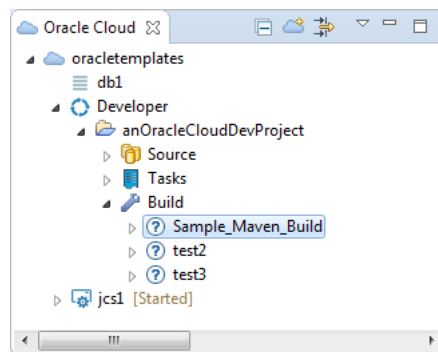 Oracle Cloud
oracletemplates
db1
Developer
anOracleCloudDevProject
Source
Tasks
Build
Sample_Maven_Build
test2
test3
jcs1 [Started]